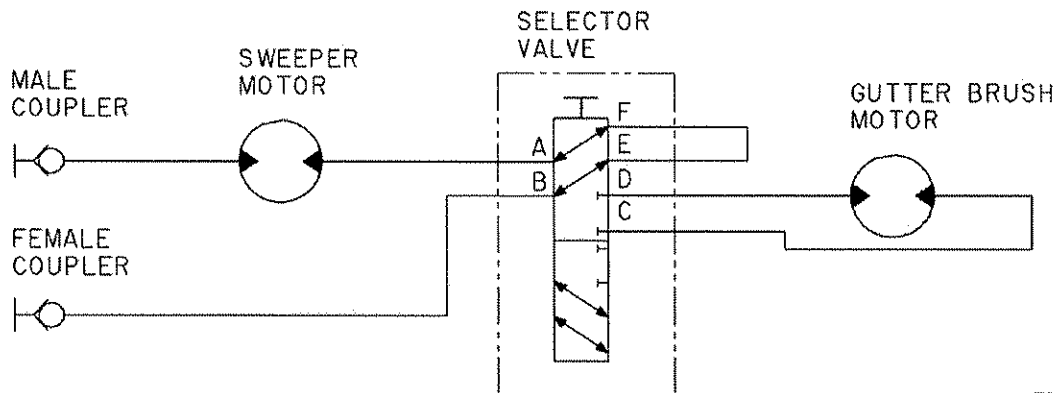 MALE
COUPLER
SWEEPER
MOTOR
SELECTOR
VALVE
GUTTER BRUSH
MOTOR
A
B
F
E
D
C
FEMALE
COUPLER